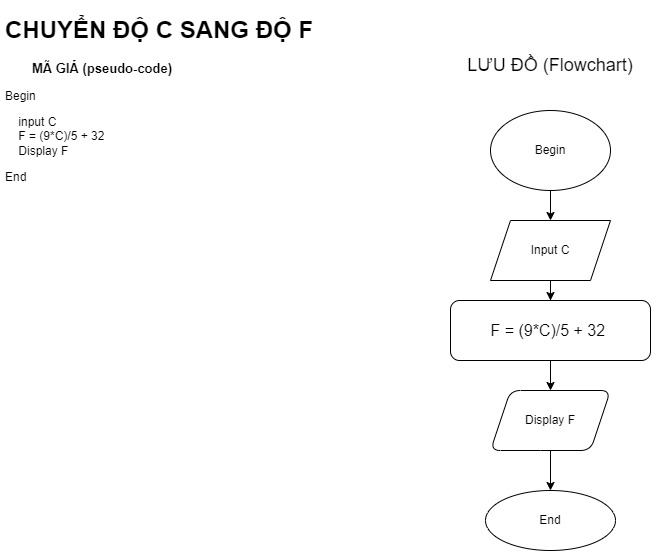 CHUYỂN ĐỘ C SANG ĐỘ F
MÃ GIẢ (pseudo-code)
Begin
input C
F = (9*C)/5 + 32
Display F
End
LƯU ĐỒ (Flowchart)
Begin
Input C
F = (9*C)/5 + 32
Display F
End